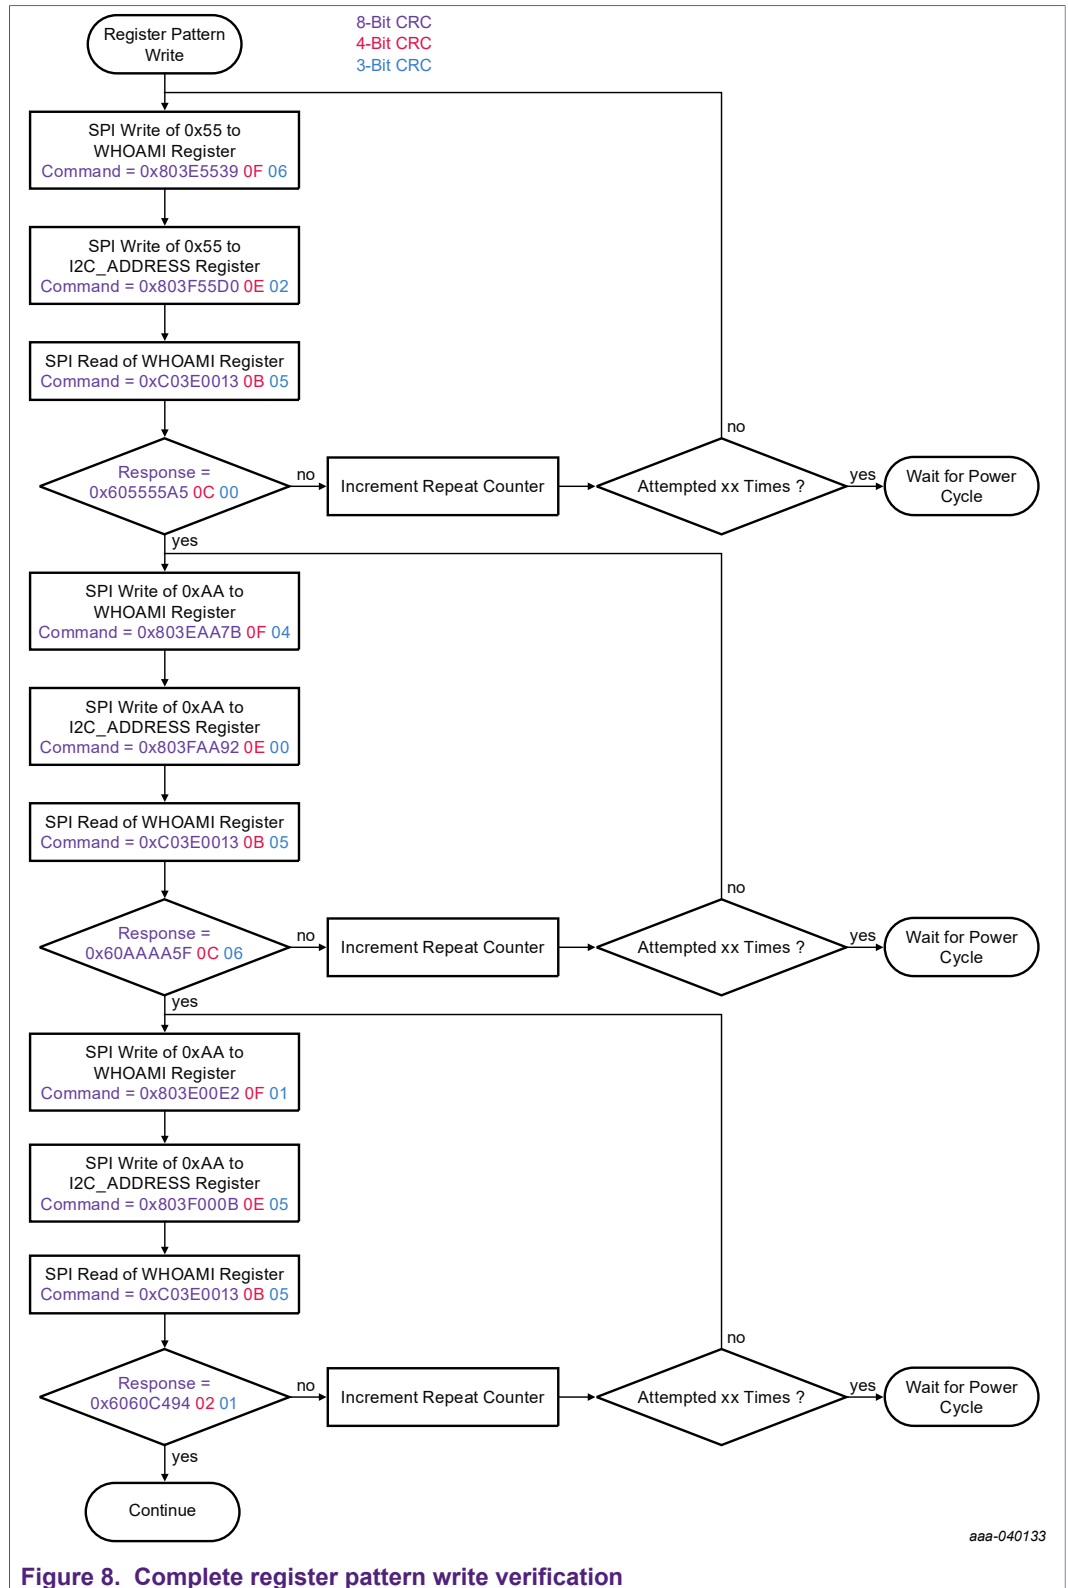 Register Pattern
Write
8-Bit CRC
4-Bit CRC
3-Bit CRC
SPI Write of 0x55 to
WHOAMI Register
Command = 0x803E5539 0F 06
SPI Write of 0x55 to
I2C_ADDRESS Register
Command = 0x803F55D0 0E 02
SPI Read of WHOAMI Register
Command = 0xC03E0013 0B 05
no
Response =
0x605555A5 0C 00
no
Increment Repeat Counter
Attempted xx Times ?
yes
Wait for Power
Cycle
yes
SPI Write of 0xAA to
WHOAMI Register
Command = 0x803EAA7B 0F 04
SPI Write of 0xAA to
I2C_ADDRESS Register
Command = 0x803FAA92 0E 00
SPI Read of WHOAMI Register
Command = 0xC03E0013 0B 05
no
Response =
0x60AAAA5F 0C 06
no
Increment Repeat Counter
Attempted xx Times ?
yes
Wait for Power
Cycle
yes
SPI Write of 0xAA to
WHOAMI Register
Command = 0x803E00E2 0F 01
SPI Write of 0xAA to
I2C_ADDRESS Register
Command = 0x803F000B 0E 05
SPI Read of WHOAMI Register
Command = 0xC03E0013 0B 05
no
Response =
0x6060C494 02 01
no
Increment Repeat Counter
Attempted xx Times ?
yes
Wait for Power
Cycle
yes
Continue
aaa-040133
Figure 8. Complete register pattern write verification